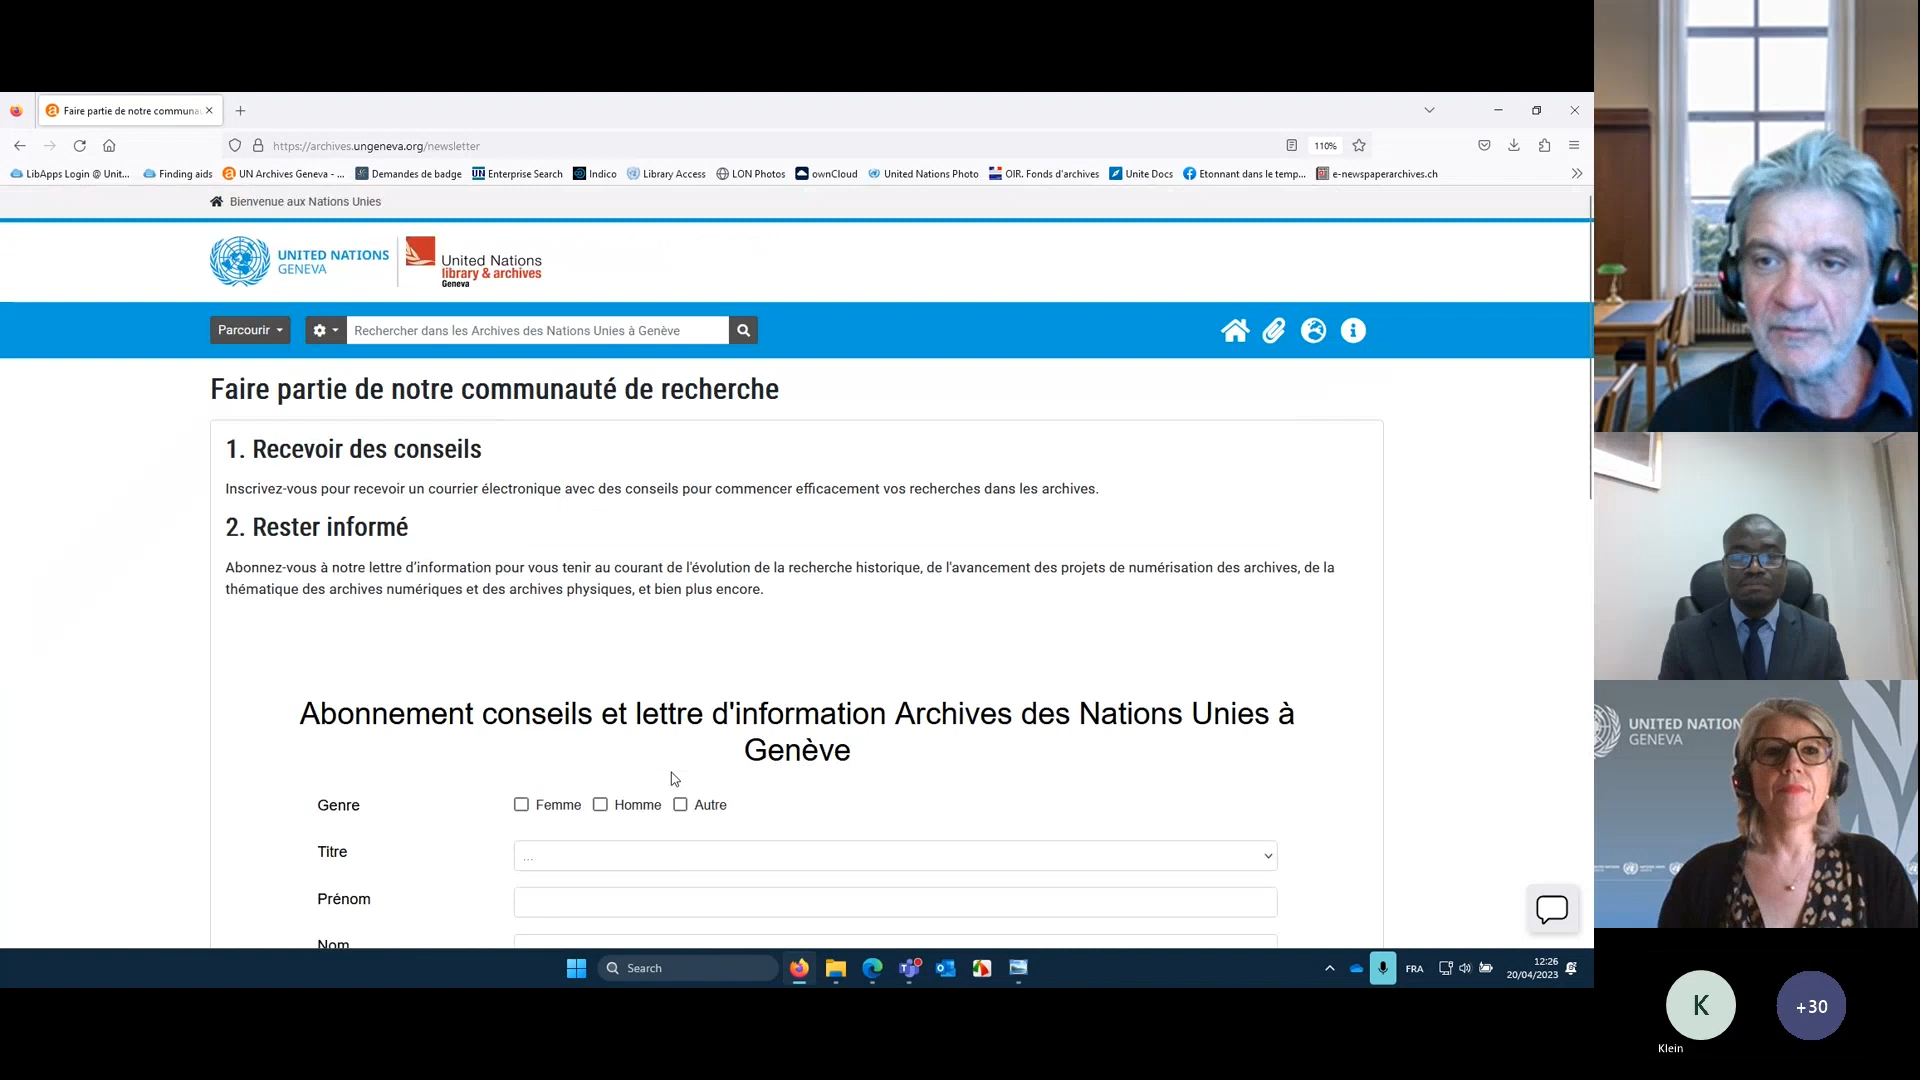 Faire partie de notre communa
https://archives.ungeneva.org/newsletter
110%
LibApps Login @ Unit...
Finding aids
UN Archives Geneva - ...
Demandes de badge
UN Enterprise Search
Indico
Library Access
LON Photos
ownCloud
United Nations Photo
OIR. Fonds d'archives
Unite Docs
Etonnant dans le temp...
e-newspaperarchives.ch
Bienvenue aux Nations Unies
UNITED NATIONS
GENEVA
United Nations
library & archives
Geneva
Parcourir
Rechercher dans les Archives des Nations Unies à Genève
Faire partie de notre communauté de recherche
1. Recevoir des conseils
Inscrivez-vous pour recevoir un courrier électronique avec des conseils pour commencer efficacement vos recherches dans les archives.
2. Rester informé
Abonnez-vous à notre lettre d’information pour vous tenir au courant de l'évolution de la recherche historique, de l'avancement des projets de numérisation des archives, de la
thématique des archives numériques et des archives physiques, et bien plus encore.
Abonnement conseils et lettre d'information Archives des Nations Unies à
Genève
Genre
Femme
Homme
Autre
Titre
...
Prénom
Nom
Search
FRA
12:26
20/04/2023
UNITED NATION
GENEVA
K
+30
Klein